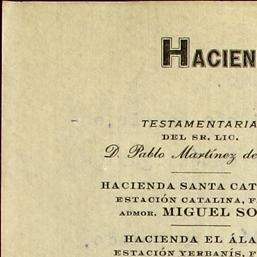 HACIEN
TESTAMENTARIA
DEL SR. LIC.
D. Pablo Martínez de
HACIENDA SANTA CAT
ESTACIÓN CATALINA, F
ADMOR. MIGUEL SO
HACIENDA EL ÁLA
ESTACIÓN YERBANÍS, F